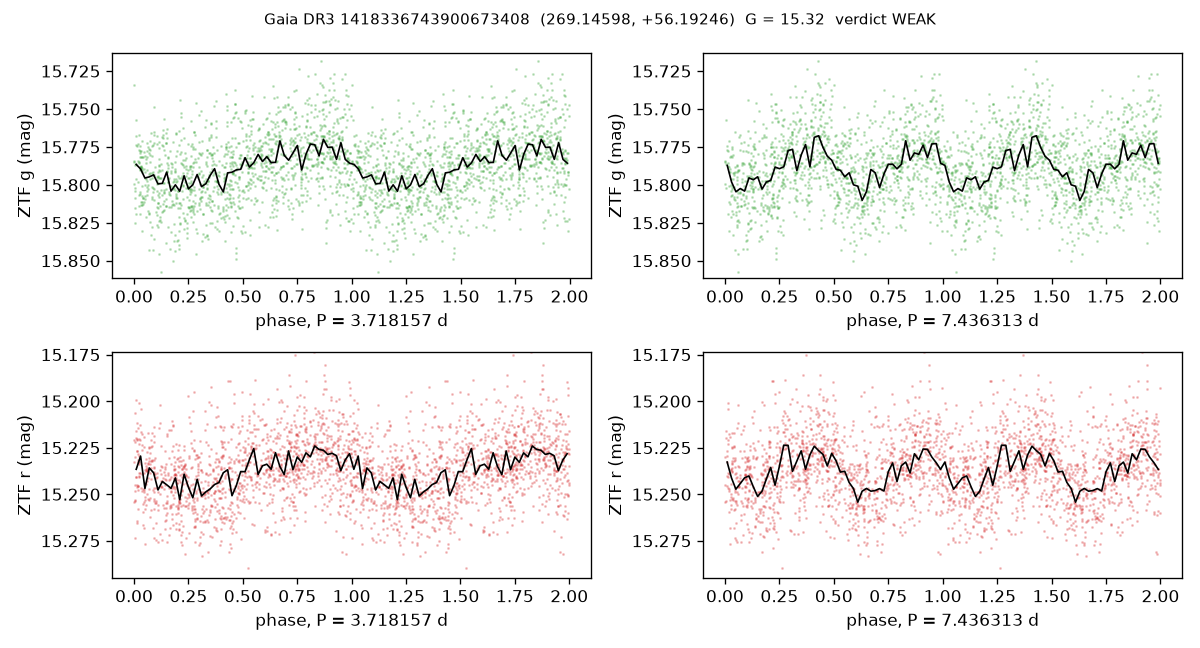 Gaia DR3 1418336743900673408 (269.14598, +56.19246) G = 15.32 verdict WEAK
ZTF g (mag)
15.725
15.750
15.775
15.800
15.825
15.850
0.00 0.25 0.50 0.75 1.00 1.25 1.50 1.75 2.00
phase, P = 3.718157 d
ZTF g (mag)
15.725
15.750
15.775
15.800
15.825
15.850
0.00 0.25 0.50 0.75 1.00 1.25 1.50 1.75 2.00
phase, P = 7.436313 d
ZTF r (mag)
15.175
15.200
15.225
15.250
15.275
0.00 0.25 0.50 0.75 1.00 1.25 1.50 1.75 2.00
phase, P = 3.718157 d
ZTF r (mag)
15.175
15.200
15.225
15.250
15.275
0.00 0.25 0.50 0.75 1.00 1.25 1.50 1.75 2.00
phase, P = 7.436313 d